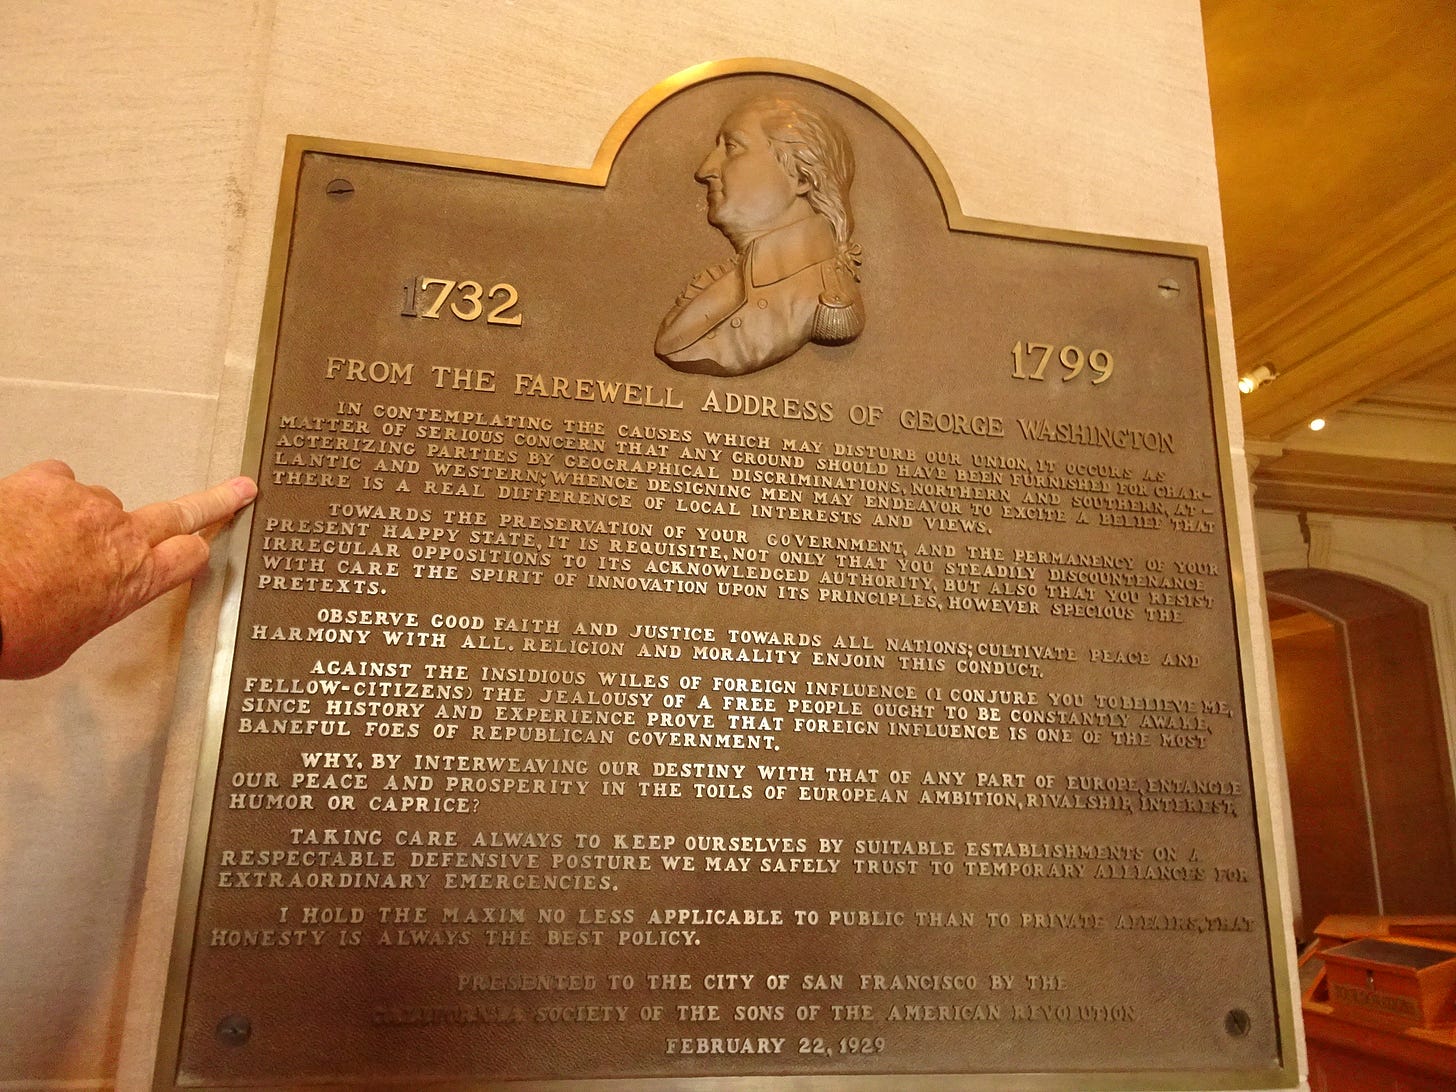 1732
1799
FROM THE FAREWELL ADDRESS OF GEORGE WASHINGTON
IN CONTEMPLATING THE CAUSES WHICH MAY DISTURB OUR UNION, IT OCCURS AS
MATTER OF SERIOUS CONCERN THAT ANY GROUND SHOULD HAVE BEEN FURNISHED FOR CHAR-
ACTERIZING PARTIES BY GEOGRAPHICAL DISCRIMINATIONS, NORTHERN AND SOUTHERN, AT-
LANTIC AND WESTERN; WHENCE DESIGNING MEN MAY ENDEAVOR TO EXCITE A BELIEF THAT
THERE IS A REAL DIFFERENCE OF LOCAL INTERESTS AND VIEWS.
TOWARDS THE PRESERVATION OF YOUR GOVERNMENT, AND THE PERMANENCY OF YOUR
PRESENT HAPPY STATE, IT IS REQUISITE, NOT ONLY THAT YOU STEADILY DISCOUNTENANCE
IRREGULAR OPPOSITIONS TO ITS ACKNOWLEDGED AUTHORITY, BUT ALSO THAT YOU RESIST
WITH CARE THE SPIRIT OF INNOVATION UPON ITS PRINCIPLES, HOWEVER SPECIOUS THE
PRETEXTS.
OBSERVE GOOD FAITH AND JUSTICE TOWARDS ALL NATIONS; CULTIVATE PEACE AND
HARMONY WITH ALL. RELIGION AND MORALITY ENJOIN THIS CONDUCT.
AGAINST THE INSIDIOUS WILES OF FOREIGN INFLUENCE (I CONJURE YOU TO BELIEVE ME,
FELLOW-CITIZENS) THE JEALOUSY OF A FREE PEOPLE OUGHT TO BE CONSTANTLY AWAKE,
SINCE HISTORY AND EXPERIENCE PROVE THAT FOREIGN INFLUENCE IS ONE OF THE MOST
BANEFUL FOES OF REPUBLICAN GOVERNMENT.
WHY, BY INTERWEAVING OUR DESTINY WITH THAT OF ANY PART OF EUROPE, ENTANGLE
OUR PEACE AND PROSPERITY IN THE TOILS OF EUROPEAN AMBITION, RIVALSHIP, INTEREST,
HUMOR OR CAPRICE?
TAKING CARE ALWAYS TO KEEP OURSELVES BY SUITABLE ESTABLISHMENTS ON A
RESPECTABLE DEFENSIVE POSTURE WE MAY SAFELY TRUST TO TEMPORARY ALLIANCES FOR
EXTRAORDINARY EMERGENCIES.
I HOLD THE MAXIM NO LESS APPLICABLE TO PUBLIC THAN TO PRIVATE AFFAIRS, THAT
HONESTY IS ALWAYS THE BEST POLICY.
PRESENTED TO THE CITY OF SAN FRANCISCO BY THE
CALIFORNIA SOCIETY OF THE SONS OF THE AMERICAN REVOLUTION
FEBRUARY 22, 1929